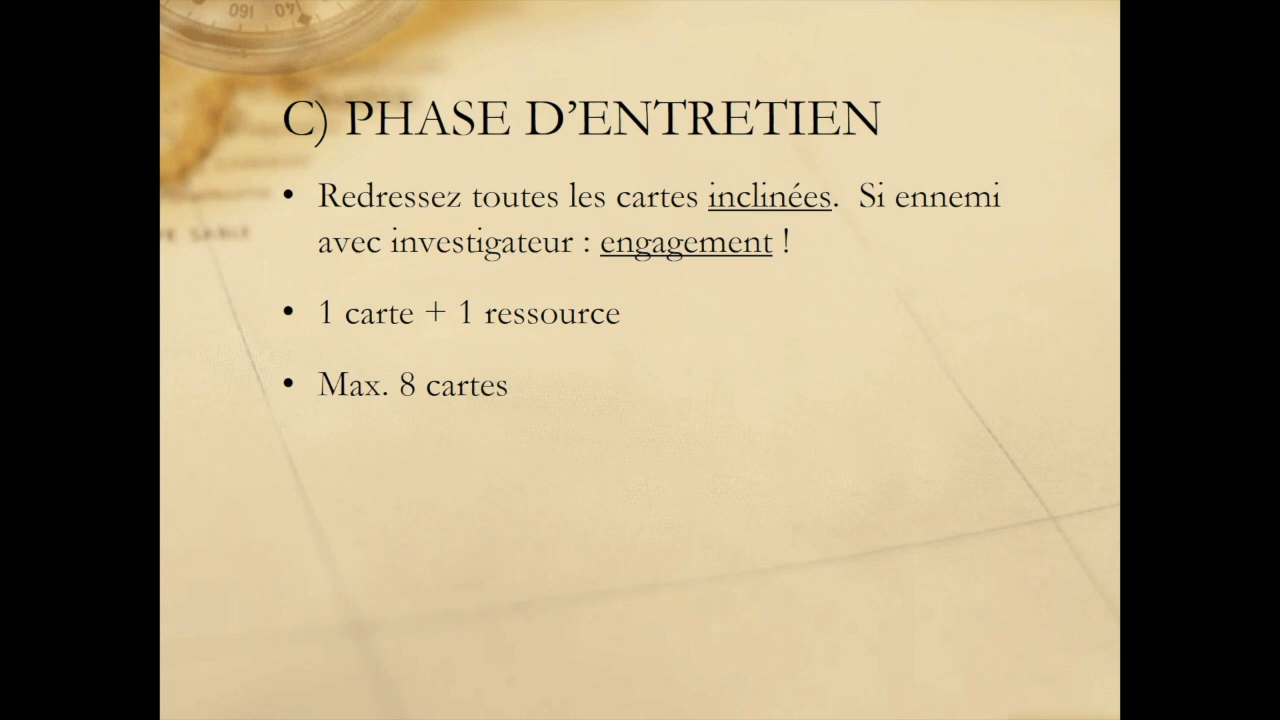 C) PHASE D’ENTRETIEN
• Redressez toutes les cartes inclinées.  Si ennemi
avec investigateur : engagement !
• 1 carte + 1 ressource
• Max. 8 cartes